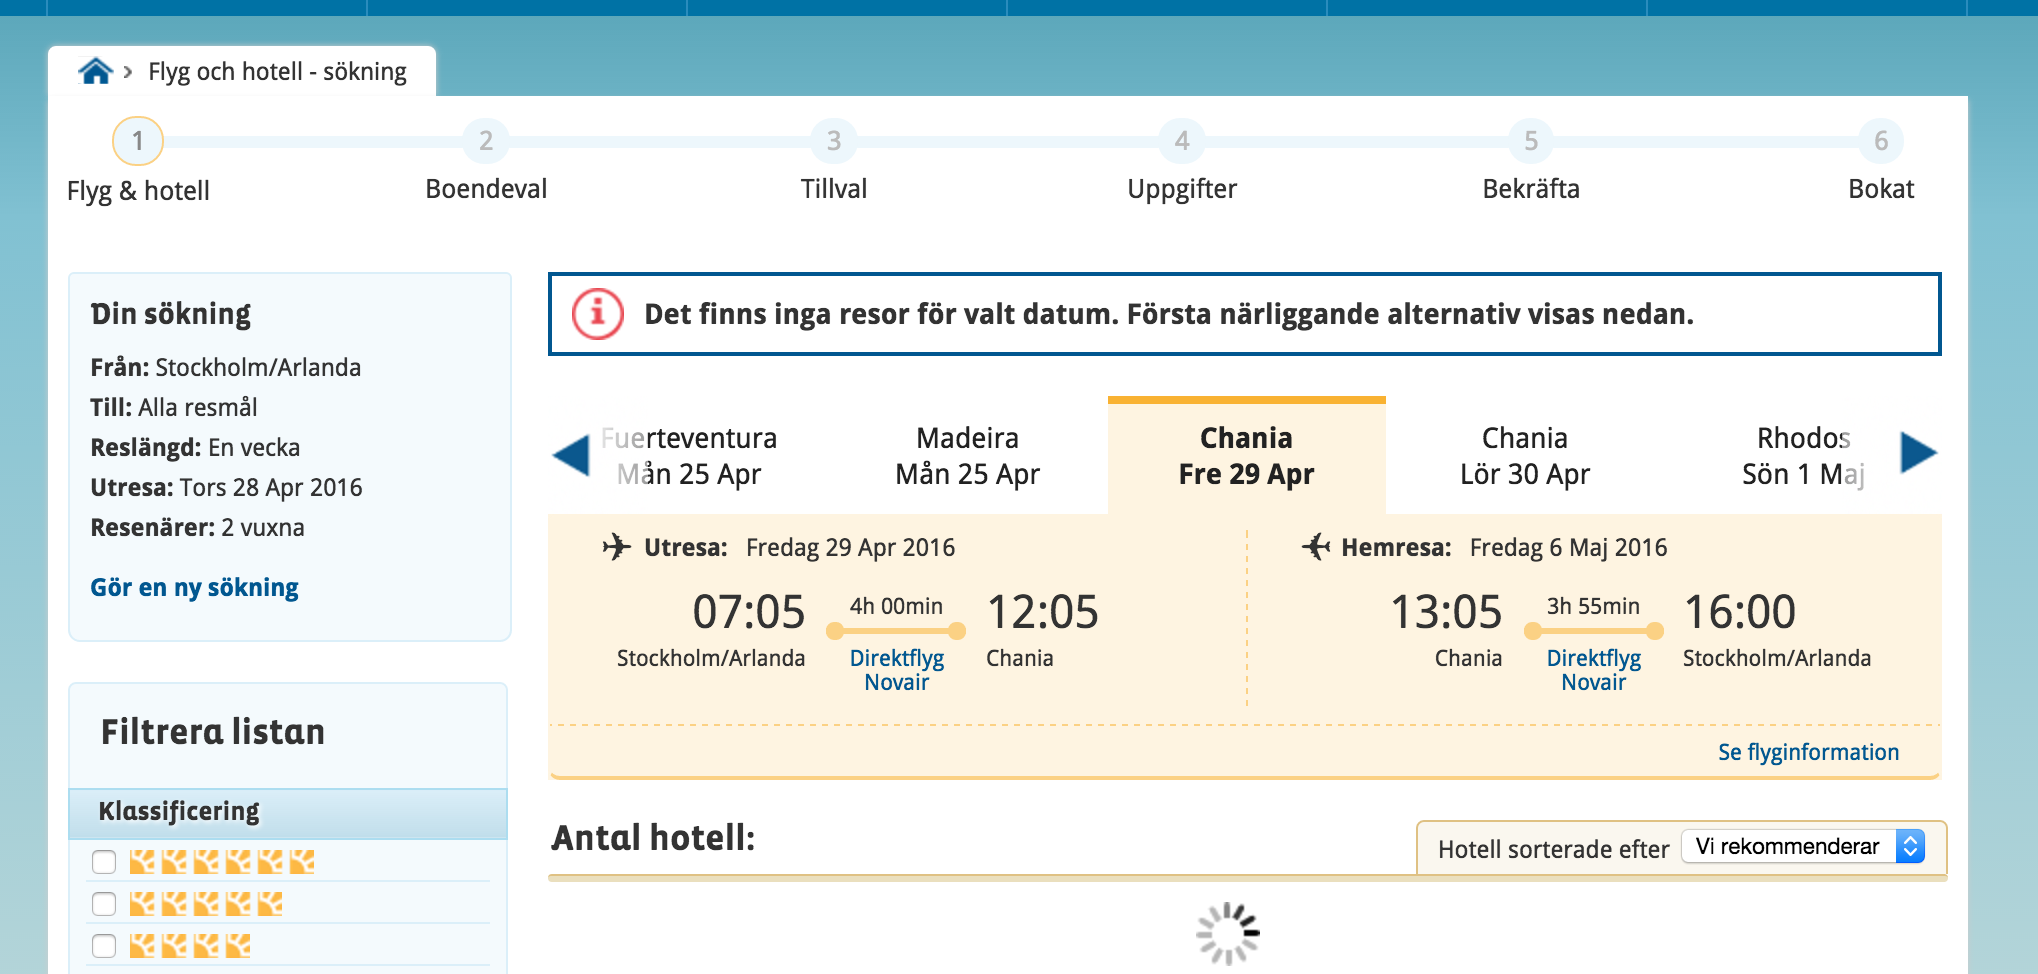 Flyg och hotell - sökning
1
2
3
4
5
6
Flyg & hotell
Boendeval
Tillval
Uppgifter
Bekräfta
Bokat
Din sökning
Från: Stockholm/Arlanda
Till: Alla resmål
Reslängd: En vecka
Utresa: Tors 28 Apr 2016
Resenärer: 2 vuxna
Gör en ny sökning
Filtrera listan
Klassificering
Det finns inga resor för valt datum. Första närliggande alternativ visas nedan.
Fuerteventura
Mån 25 Apr
Madeira
Mån 25 Apr
Chania
Fre 29 Apr
Chania
Lör 30 Apr
Rhodos
Sön 1 Maj
Utresa: Fredag 29 Apr 2016
07:05
Stockholm/Arlanda
4h 00min
Direktflyg
Novair
12:05
Chania
Hemresa: Fredag 6 Maj 2016
13:05
Chania
3h 55min
Direktflyg
Novair
16:00
Stockholm/Arlanda
Se flyginformation
Antal hotell:
Hotell sorterade efter
Vi rekommenderar